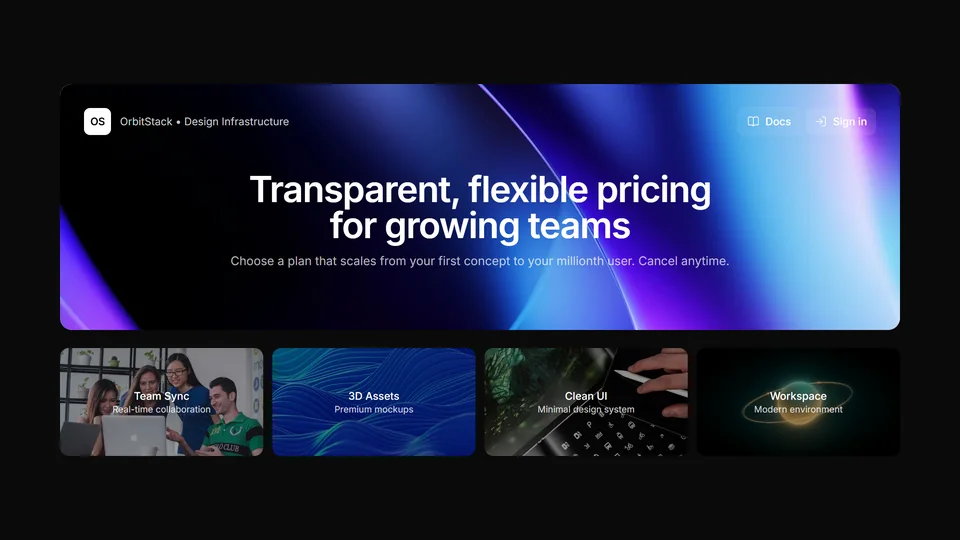 OS
OrbitStack • Design Infrastructure
Docs
Sign in
Transparent, flexible pricing
for growing teams
Choose a plan that scales from your first concept to your millionth user. Cancel anytime.
Team Sync
Real-time collaboration
3D Assets
Premium mockups
Clean UI
Minimal design system
Workspace
Modern environment